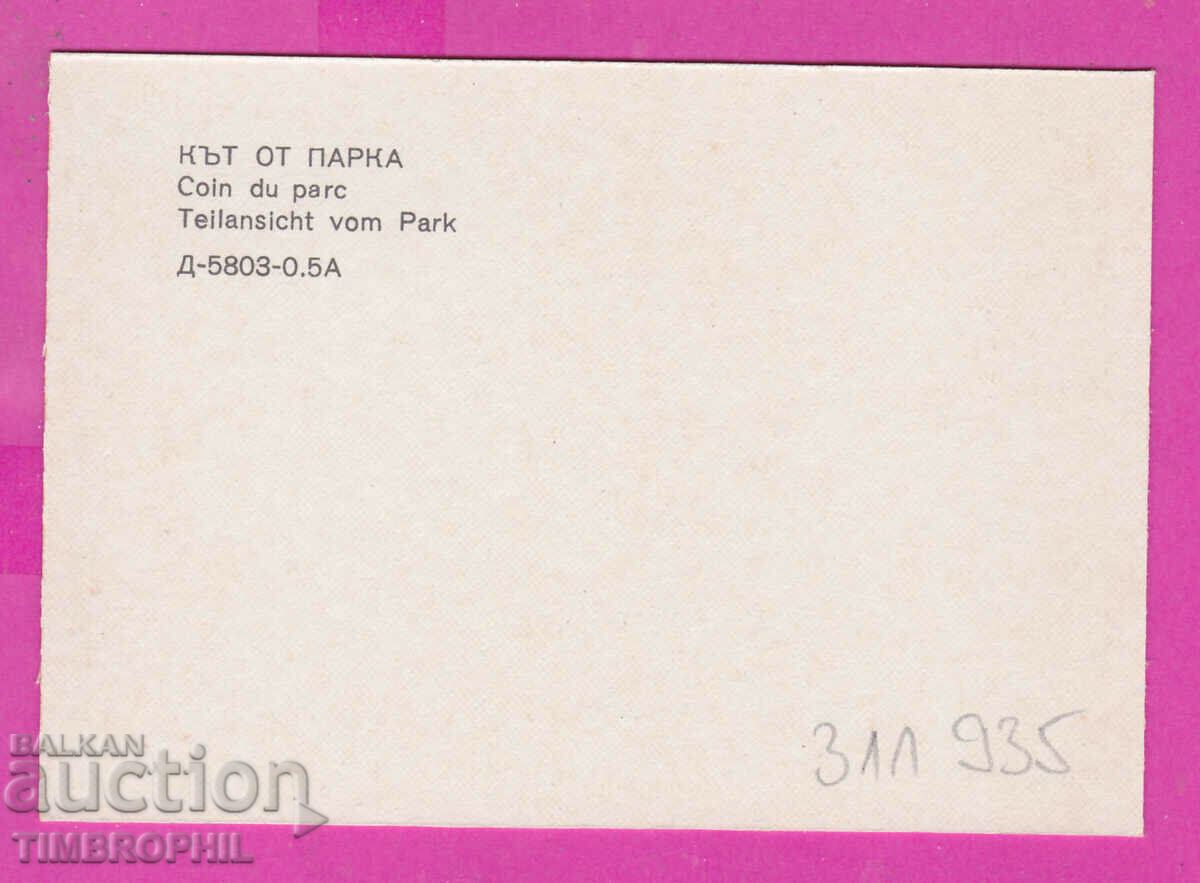 КЪТ ОТ ПАРКА
Coin du parc
Teilansicht vom Park
Д-5803-0.5А
311 935
BALKAN
auction
TIMBROPHIL